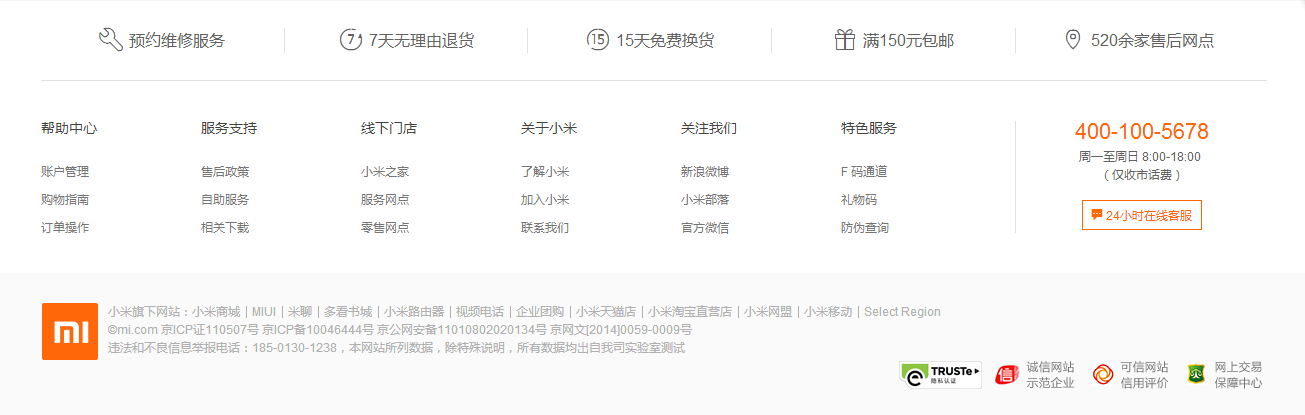 预约维修服务
7 7天无理由退货
15 15天免费换货
满150元包邮
520余家售后网点
帮助中心
账户管理
购物指南
订单操作
服务支持
售后政策
自助服务
相关下载
线下门店
小米之家
服务网点
零售网点
关于小米
了解小米
加入小米
联系我们
关注我们
新浪微博
小米部落
官方微信
特色服务
F 码通道
礼物码
防伪查询
400-100-5678
周一至周日 8:00-18:00
（仅收市话费）
24小时在线客服
mi
小米旗下网站：小米商城｜MIUI｜米聊｜多看书城｜小米路由器｜视频电话｜企业团购｜小米天猫店｜小米淘宝直营店｜小米网盟｜小米移动｜Select Region
©mi.com 京ICP证110507号 京ICP备10046444号 京公网安备11010802020134号 京网文[2014]0059-0009号
违法和不良信息举报电话：185-0130-1238，本网站所列数据，除特殊说明，所有数据均出自我司实验室测试
e TRUSTe
隐私认证
信 诚信网站
示范企业
可信网站
信用评价
网上交易
保障中心